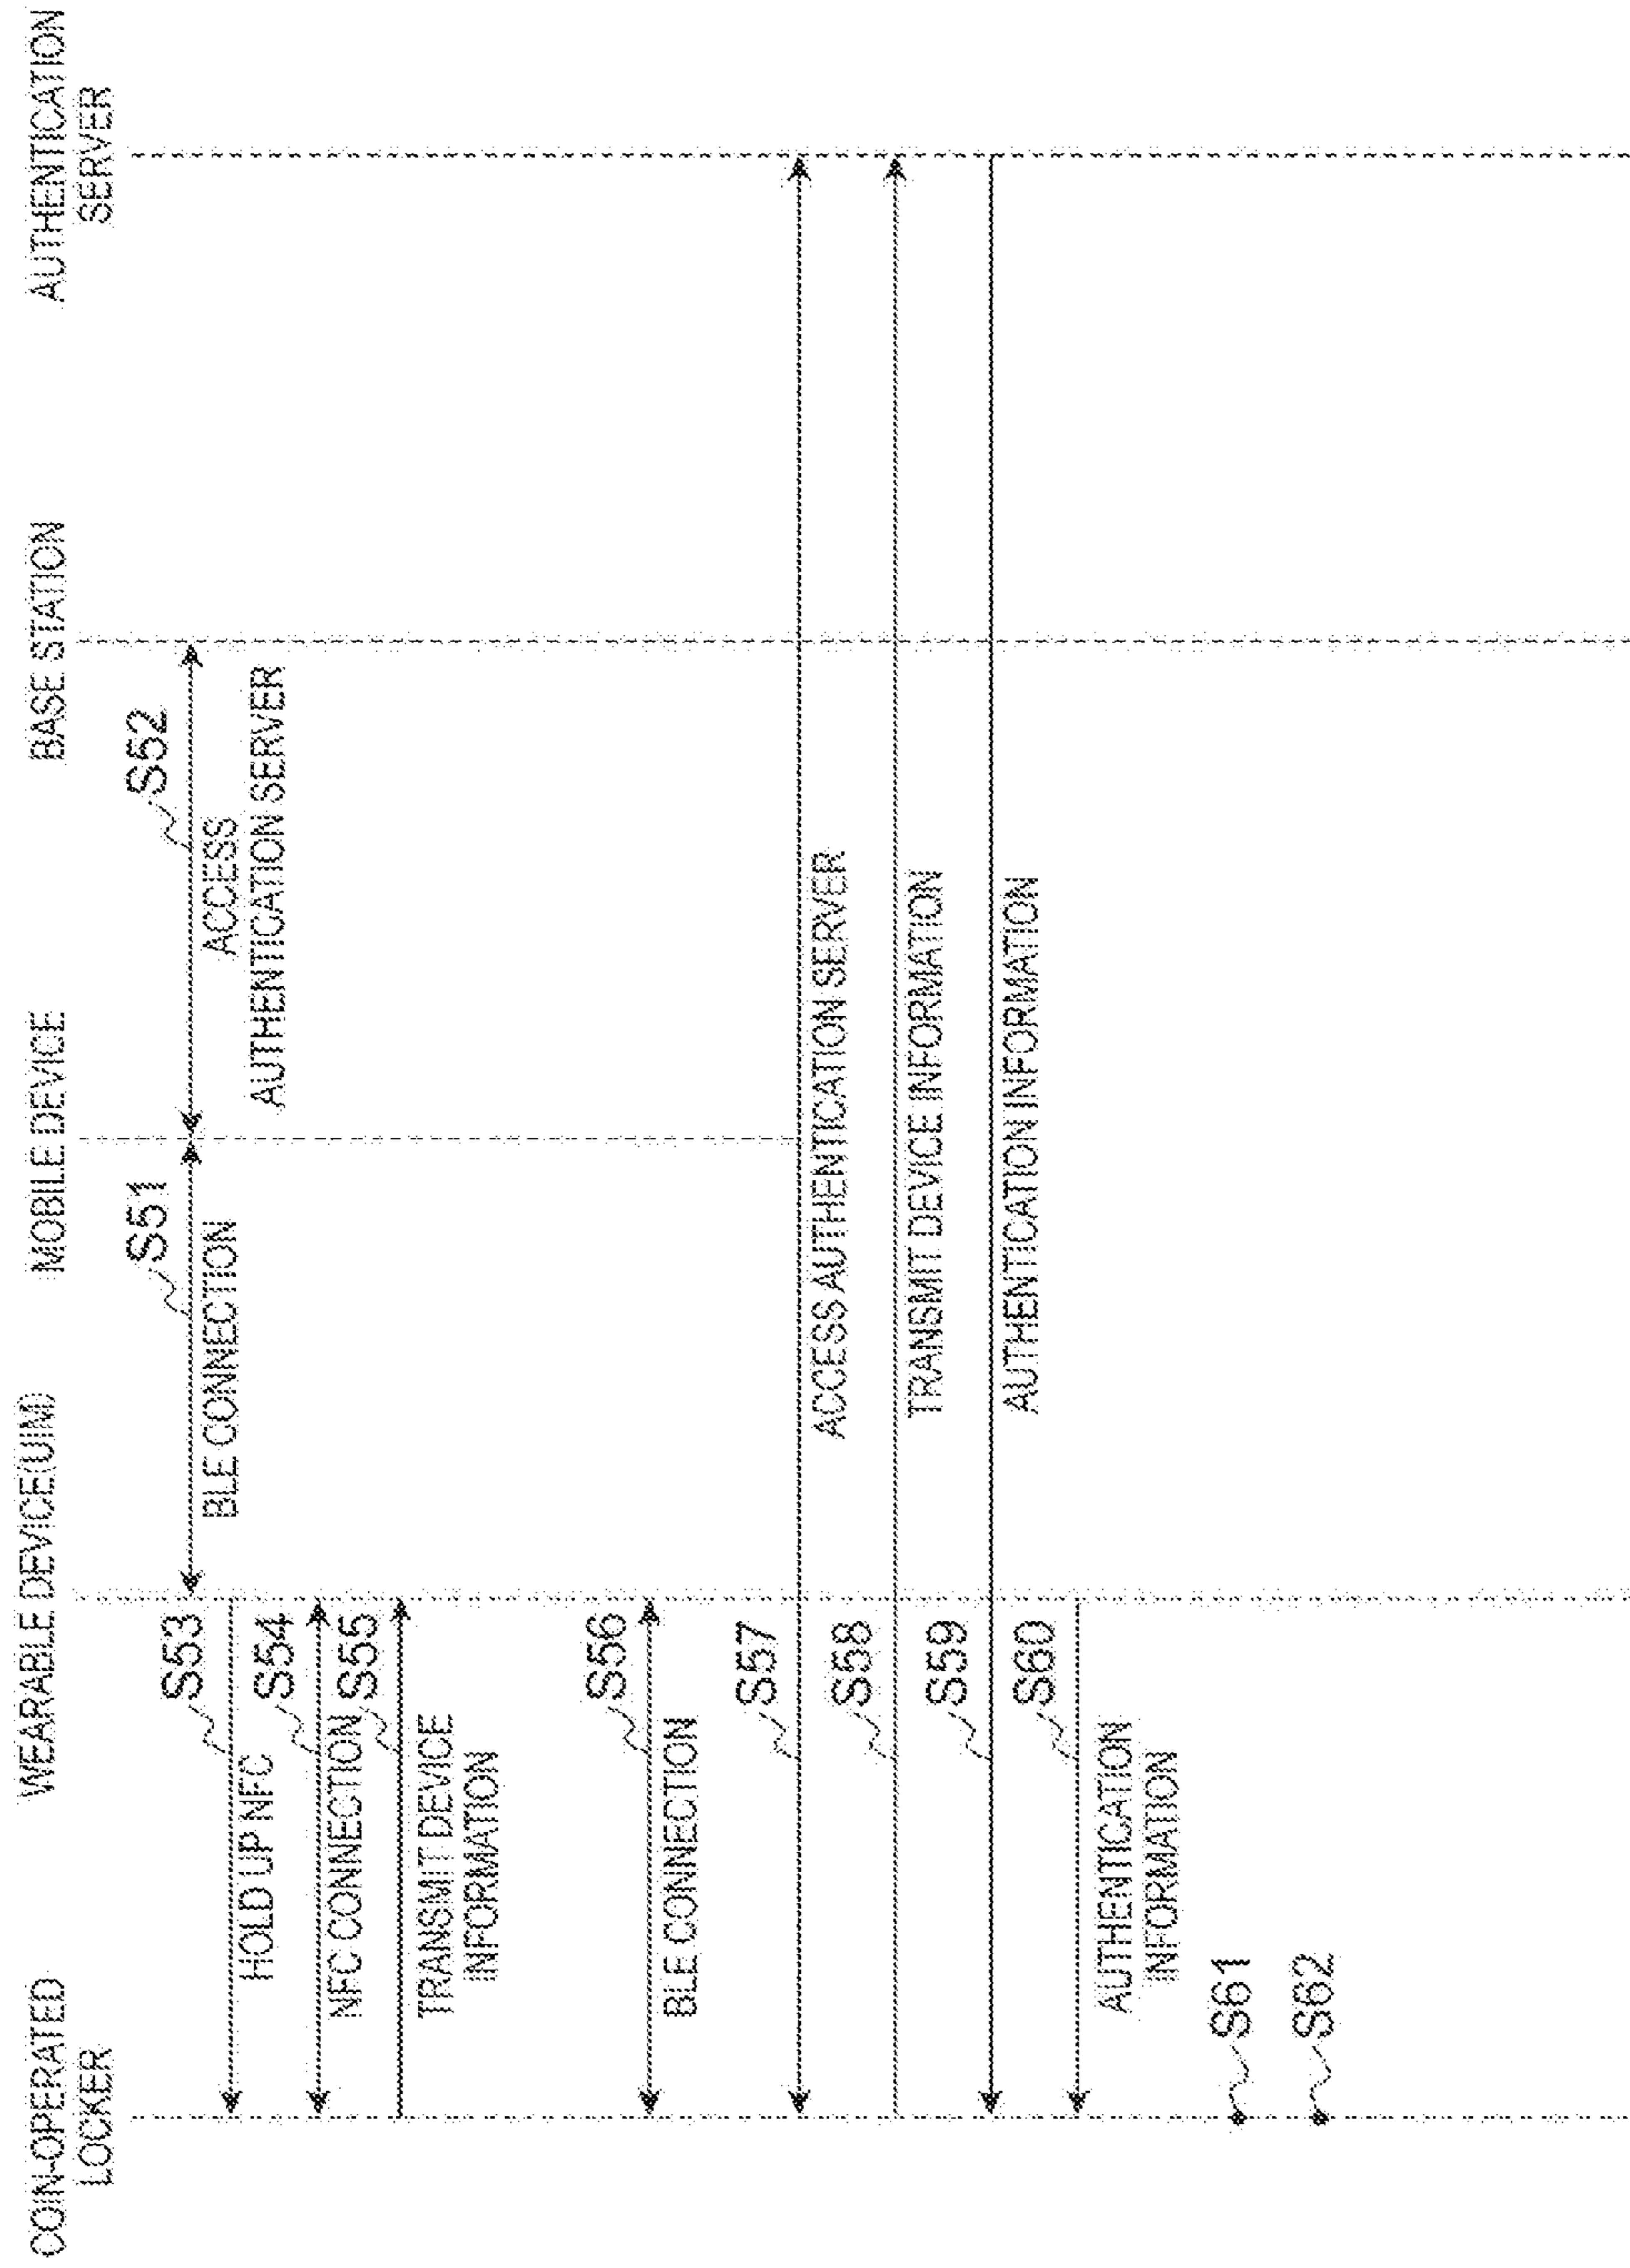 COIN-OPERATED
LOCKER
WEARABLE DEVICE(UIM)
MOBILE DEVICE
BASE STATION
AUTHENTICATION
SERVER
S51
BLE CONNECTION
S52
ACCESS
AUTHENTICATION SERVER
S53
HOLD UP NFC
S54
NFC CONNECTION
S55
TRANSMIT DEVICE
INFORMATION
S56
BLE CONNECTION
S57
ACCESS AUTHENTICATION SERVER
S58
TRANSMIT DEVICE INFORMATION
S59
AUTHENTICATION INFORMATION
S60
AUTHENTICATION
INFORMATION
S61
S62